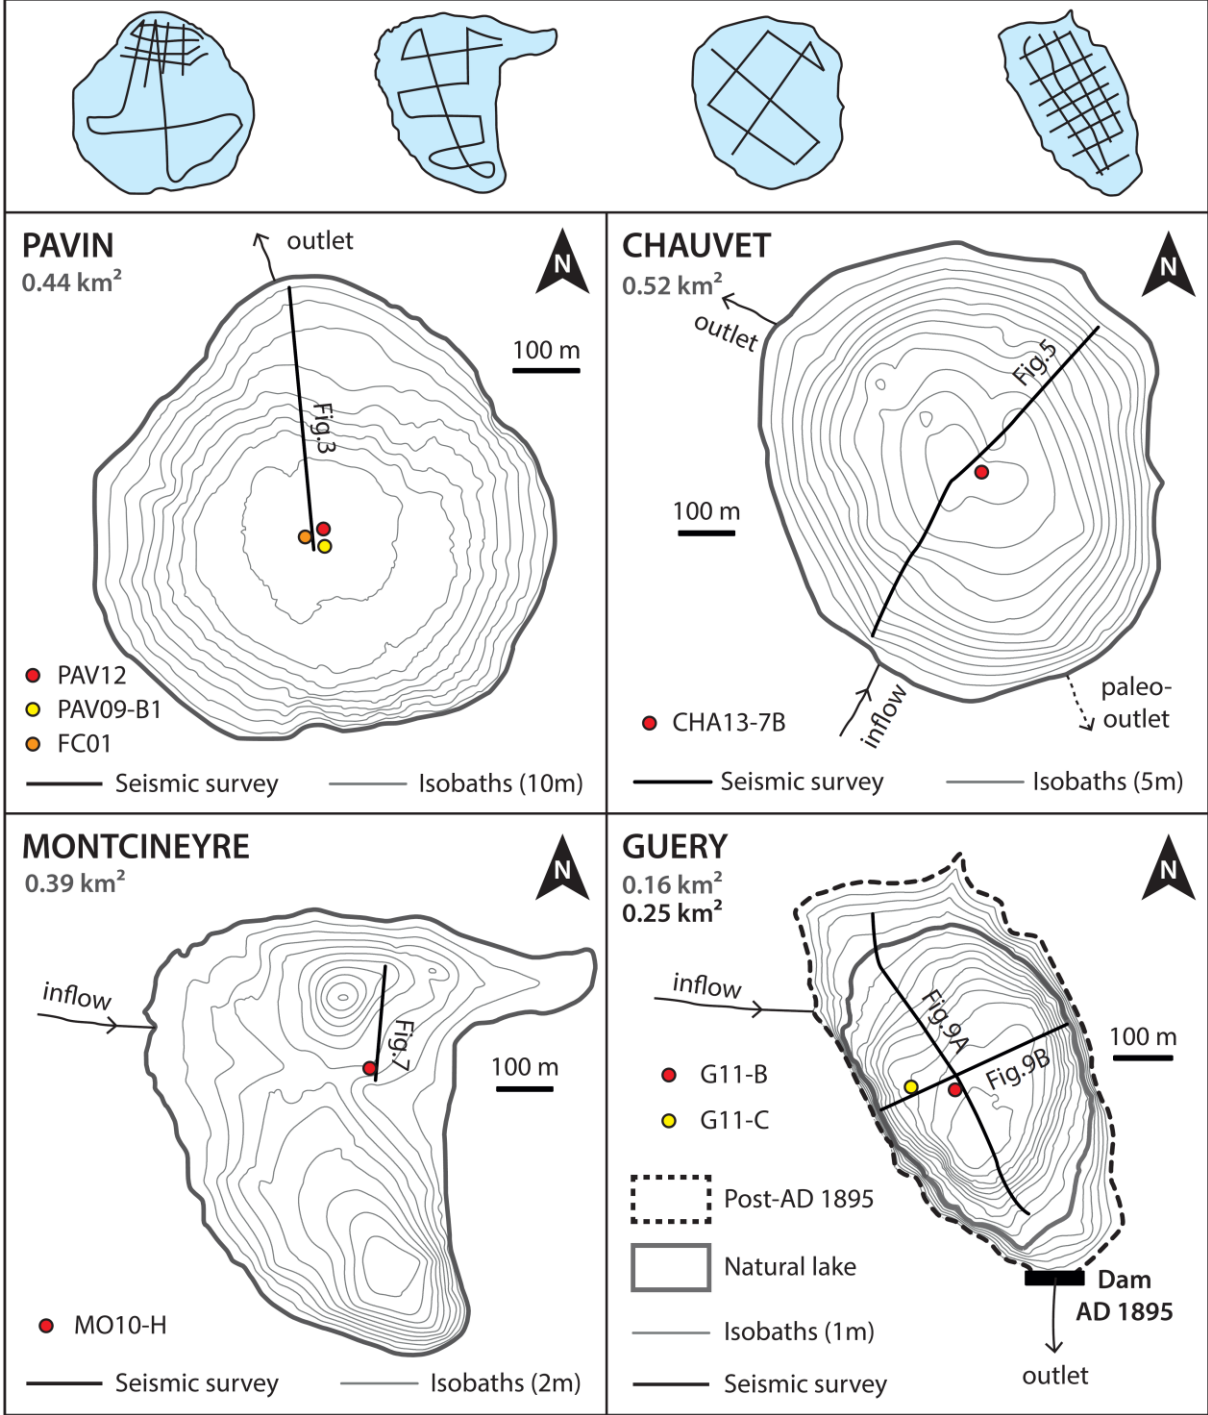 PAVIN
0.44 km²
outlet
N
100 m
Fig.3
PAV12
PAV09-B1
FC01
Seismic survey
Isobaths (10m)
CHAUVET
0.52 km²
outlet
N
Fig.5
100 m
CHA13-7B
inflow
paleo-
outlet
Seismic survey
Isobaths (5m)
MONTCINEYRE
0.39 km²
N
inflow
Fig.7
100 m
MO10-H
Seismic survey
Isobaths (2m)
GUERY
0.16 km²
0.25 km²
N
inflow
Fig.9A
Fig.9B
100 m
G11-B
G11-C
Post-AD 1895
Natural lake
Isobaths (1m)
Seismic survey
Dam
AD 1895
outlet